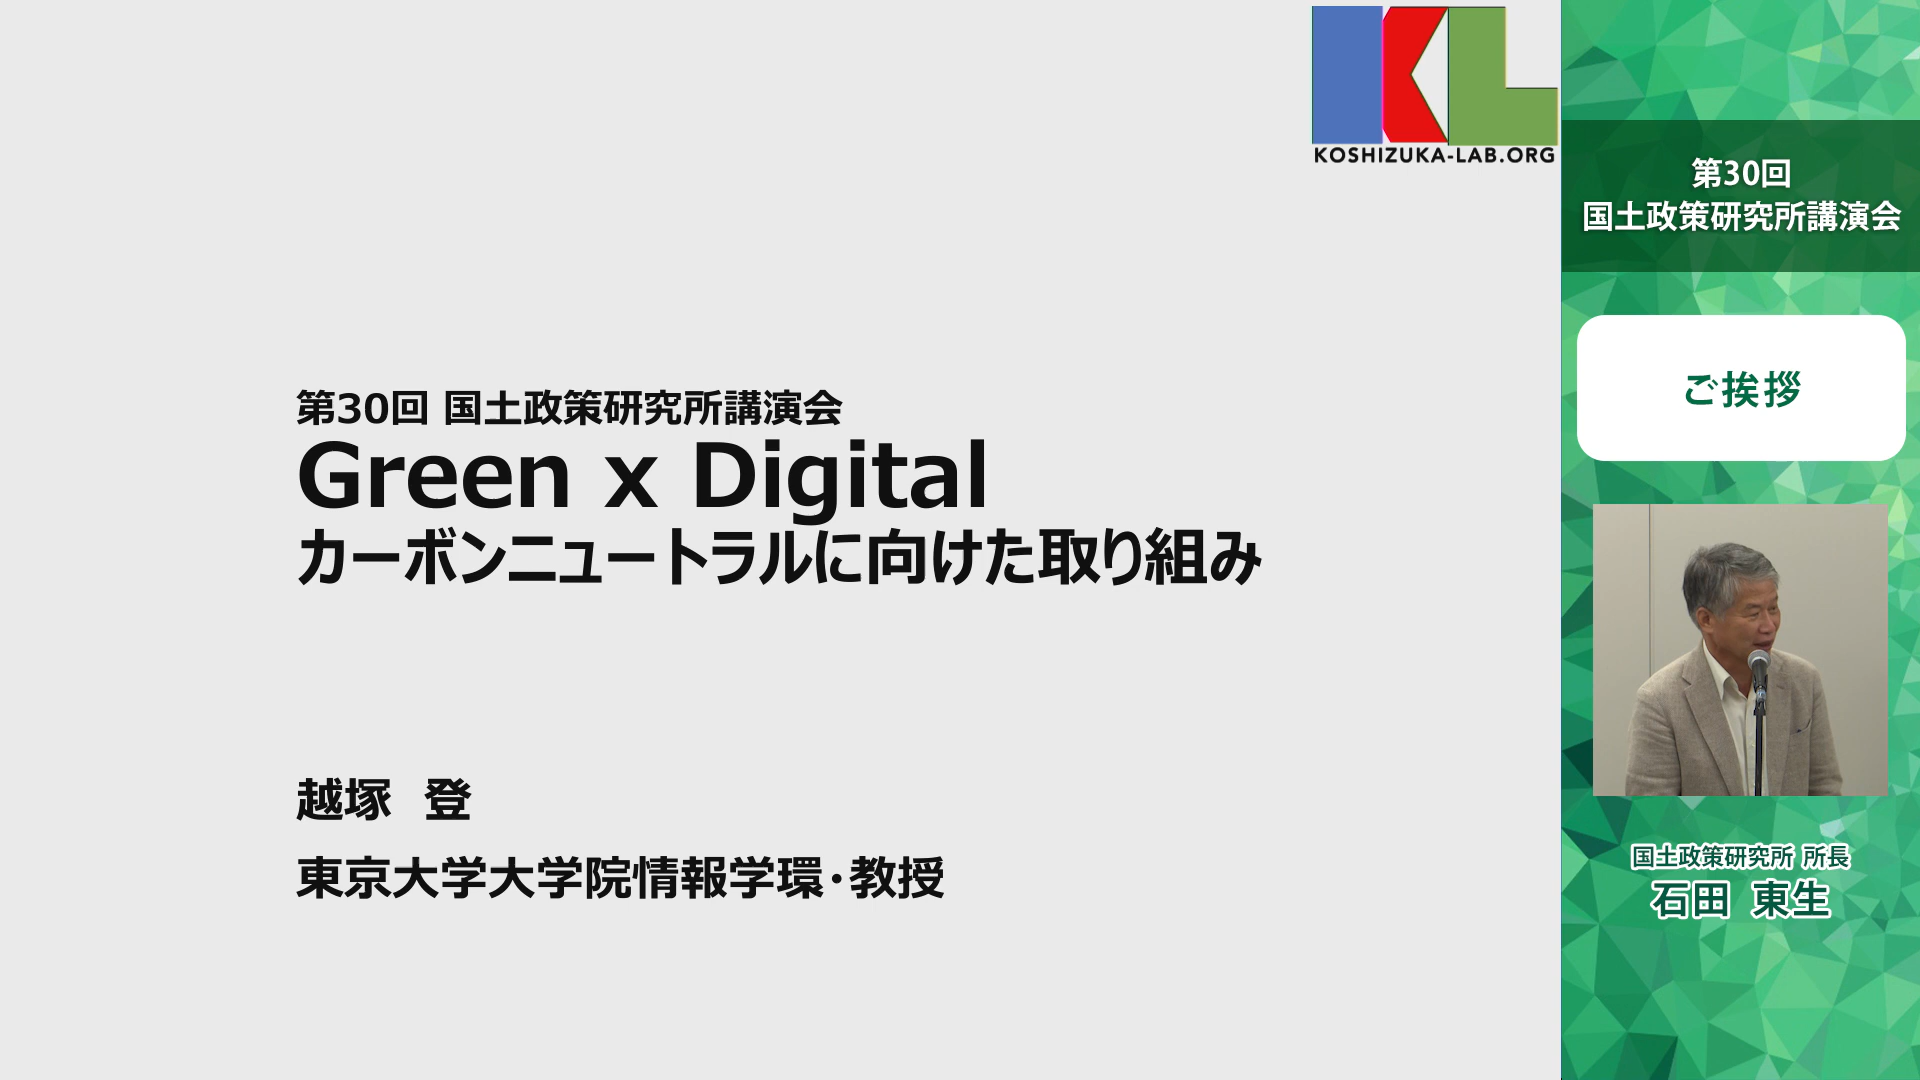 KOSHIZUKA-LAB.ORG
第30回 国土政策研究所講演会
Green x Digital
カーボンニュートラルに向けた取り組み
越塚 登
東京大学大学院情報学環・教授
第30回
国土政策研究所講演会
ご挨拶
国土政策研究所 所長
石田 東生